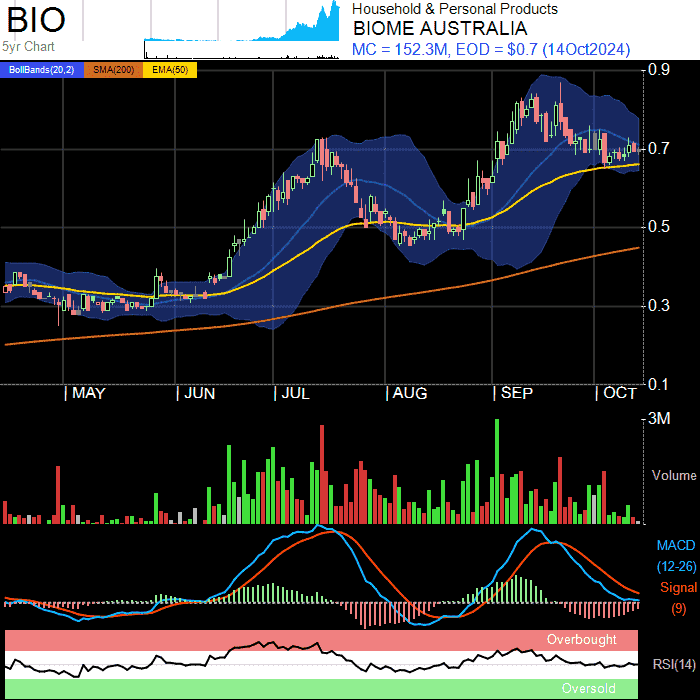 BIO
5yr Chart
Household & Personal Products
BIOME AUSTRALIA
MC = 152.3M, EOD = $0.7 (14Oct2024)
BollBands(20,2) SMA(200) EMA(50)
0.9
0.7
0.5
0.3
0.1
MAY JUN JUL AUG SEP OCT
3M
Volume
MACD
(12-26)
Signal
(9)
Overbought
RSI(14)
Oversold